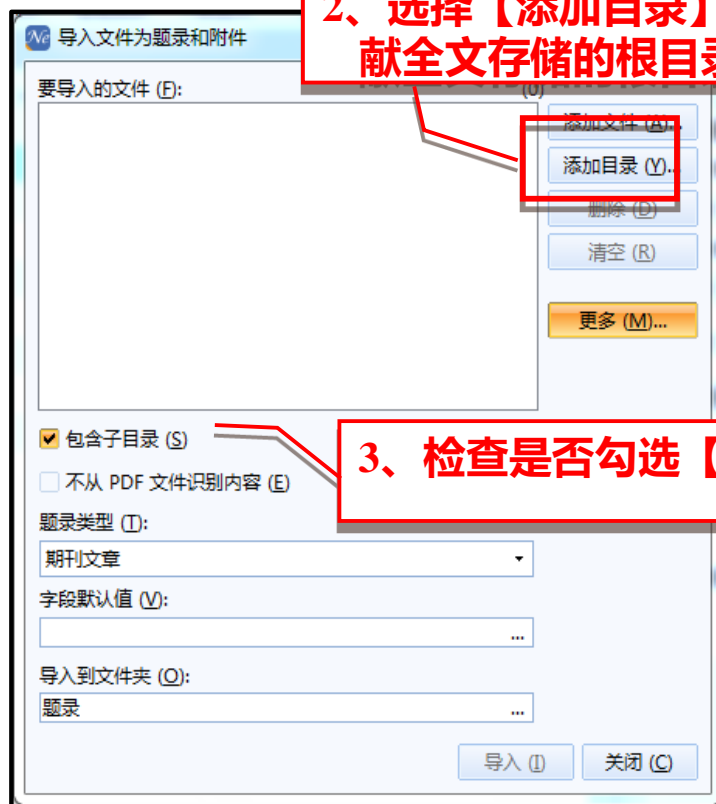 2、选择【添加目录】
献全文存储的根目录
Ne 导入文件为题录和附件
要导入的文件 (F):
(0)
添加文件 (A)...
添加目录 (Y)...
删除 (D)
清空 (R)
更多 (M)...
包含子目录 (S)
3、检查是否勾选【
不从 PDF 文件识别内容 (E)
题录类型 (T):
期刊文章
字段默认值 (V):
...
导入到文件夹 (O):
题录
...
导入 (I)
关闭 (C)